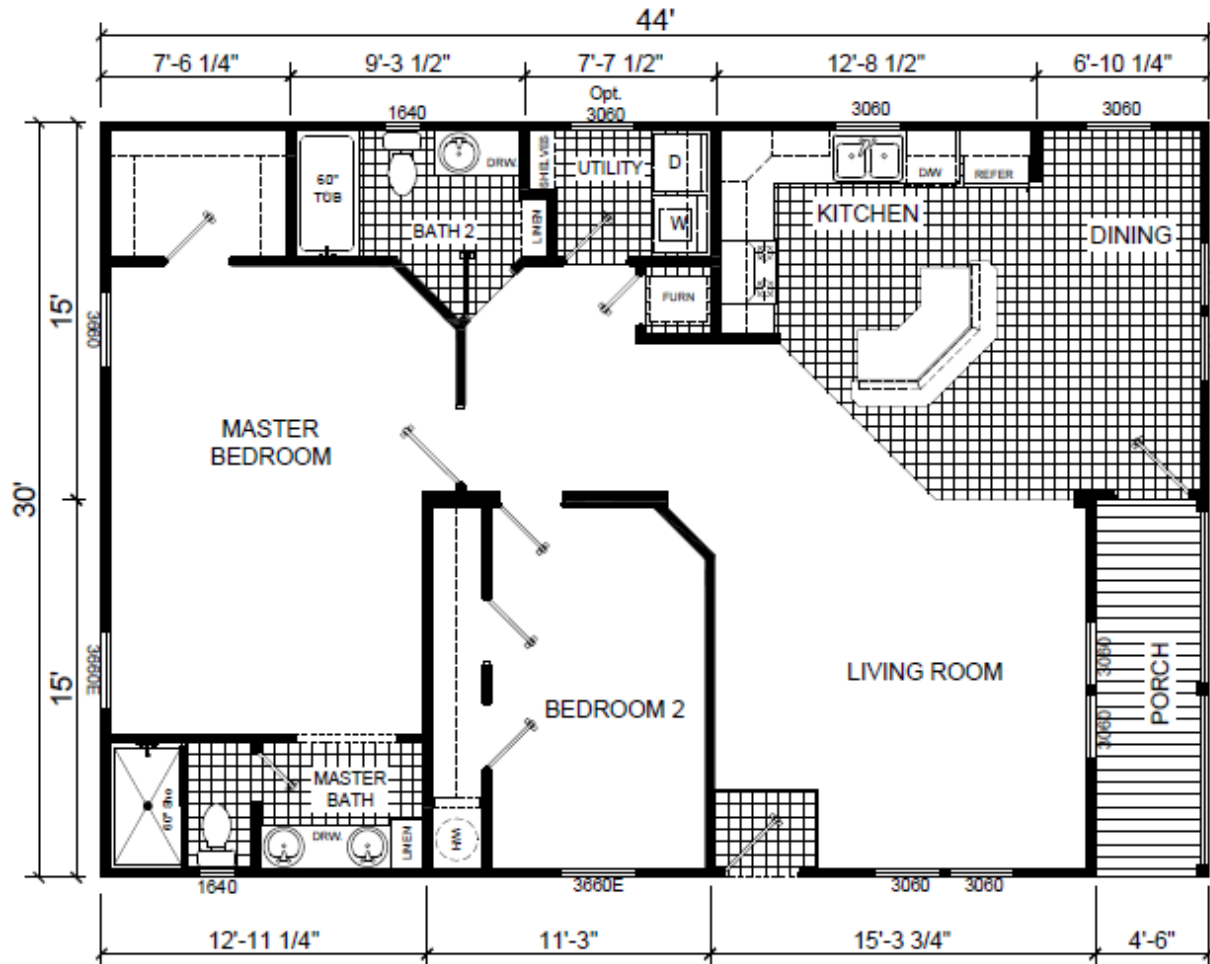 44'
7'-6 1/4"
9'-3 1/2"
7'-7 1/2"
12'-8 1/2"
6'-10 1/4"
Opt.
1640
3060
3060
3060
60"
TUB
DRW.
SHELVES
UTILITY
D
D/W
REFER
BATH 2
LINEN
W
KITCHEN
DINING
FURN
15'
3660
MASTER
BEDROOM
30'
15'
3660E
LIVING ROOM
3060
3060
PORCH
BEDROOM 2
MASTER
BATH
60" Sho
DRW.
LINEN
WH
1640
3660E
3060
3060
12'-11 1/4"
11'-3"
15'-3 3/4"
4'-6"